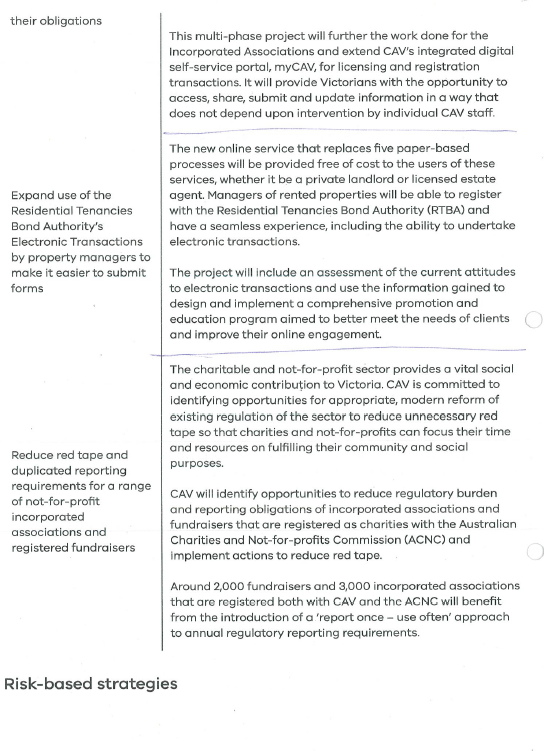 their obligations
This multi-phase project will further the work done for the
Incorporated Associations and extend CAV's integrated digital
self-service portal, myCAV, for licensing and registration
transactions. It will provide Victorians with the opportunity to
access, share, submit and update information in a way that
does not depend upon intervention by individual CAV staff.
Expand use of the
Residential Tenancies
Bond Authority's
Electronic Transactions
by property managers to
make it easier to submit
forms
The new online service that replaces five paper-based
processes will be provided free of cost to the users of these
services, whether it be a private landlord or licensed estate
agent. Managers of rented properties will be able to register
with the Residential Tenancies Bond Authority (RTBA) and
have a seamless experience, including the ability to undertake
electronic transactions.
The project will include an assessment of the current attitudes
to electronic transactions and use the information gained to
design and implement a comprehensive promotion and
education program aimed to better meet the needs of clients
and improve their online engagement.
Reduce red tape and
duplicated reporting
requirements for a range
of not-for-profit
incorporated
associations and
registered fundraisers
The charitable and not-for-profit sector provides a vital social
and economic contribution to Victoria. CAV is committed to
identifying opportunities for appropriate, modern reform of
existing regulation of the sector to reduce unnecessary red
tape so that charities and not-for-profits can focus their time
and resources on fulfilling their community and social
purposes.
CAV will identify opportunities to reduce regulatory burden
and reporting obligations of incorporated associations and
fundraisers that are registered as charities with the Australian
Charities and Not-for-profits Commission (ACNC) and
implement actions to reduce red tape.
Around 2,000 fundraisers and 3,000 incorporated associations
that are registered both with CAV and the ACNC will benefit
from the introduction of a 'report once – use often' approach
to annual regulatory reporting requirements.
Risk-based strategies